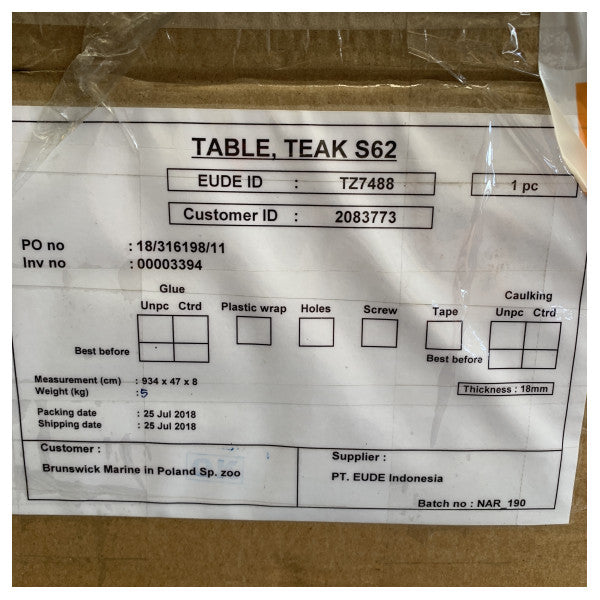 TABLE, TEAK S62
EUDE ID : TZ7488
1 pc
Customer ID : 2083773
PO no : 18/316198/11
Inv no : 00003394
Glue
Unpc Ctrd
Plastic wrap
Holes
Screw
Tape
Caulking
Unpc Ctrd
Best before
Best before
Measurement (cm) : 934 x 47 x 8
Weight (kg) : 5
Thickness : 18mm
Packing date : 25 Jul 2018
Shipping date : 25 Jul 2018
Customer :
Brunswick Marine in Poland Sp. zoo
Supplier :
PT. EUDE Indonesia
Batch no : NAR_190